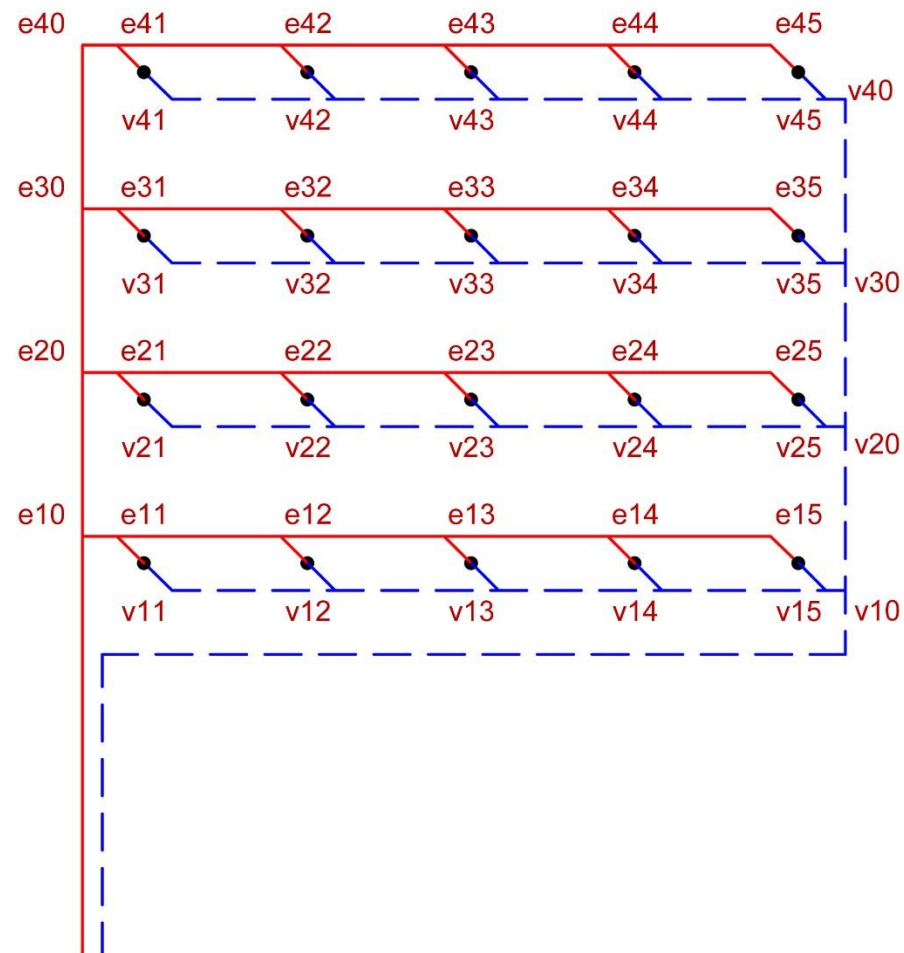 e40 e41 e42 e43 e44 e45
v41 v42 v43 v44 v45 v40
e30 e31 e32 e33 e34 e35
v31 v32 v33 v34 v35 v30
e20 e21 e22 e23 e24 e25
v21 v22 v23 v24 v25 v20
e10 e11 e12 e13 e14 e15
v11 v12 v13 v14 v15 v10